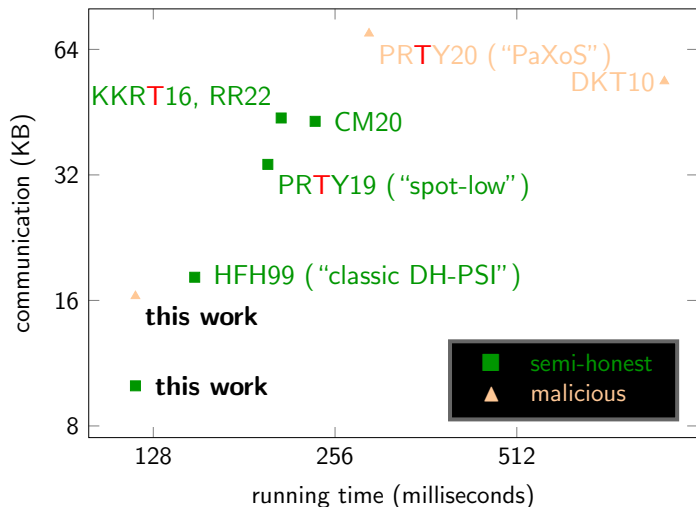 64
PRTY20 (“PaXoS”)
DKT10
KKRT16, RR22
CM20
32
PRTY19 (“spot-low”)
HFH99 (“classic DH-PSI”)
16
this work
semi-honest
this work
malicious
8
128
256
512
running time (milliseconds)
communication (KB)